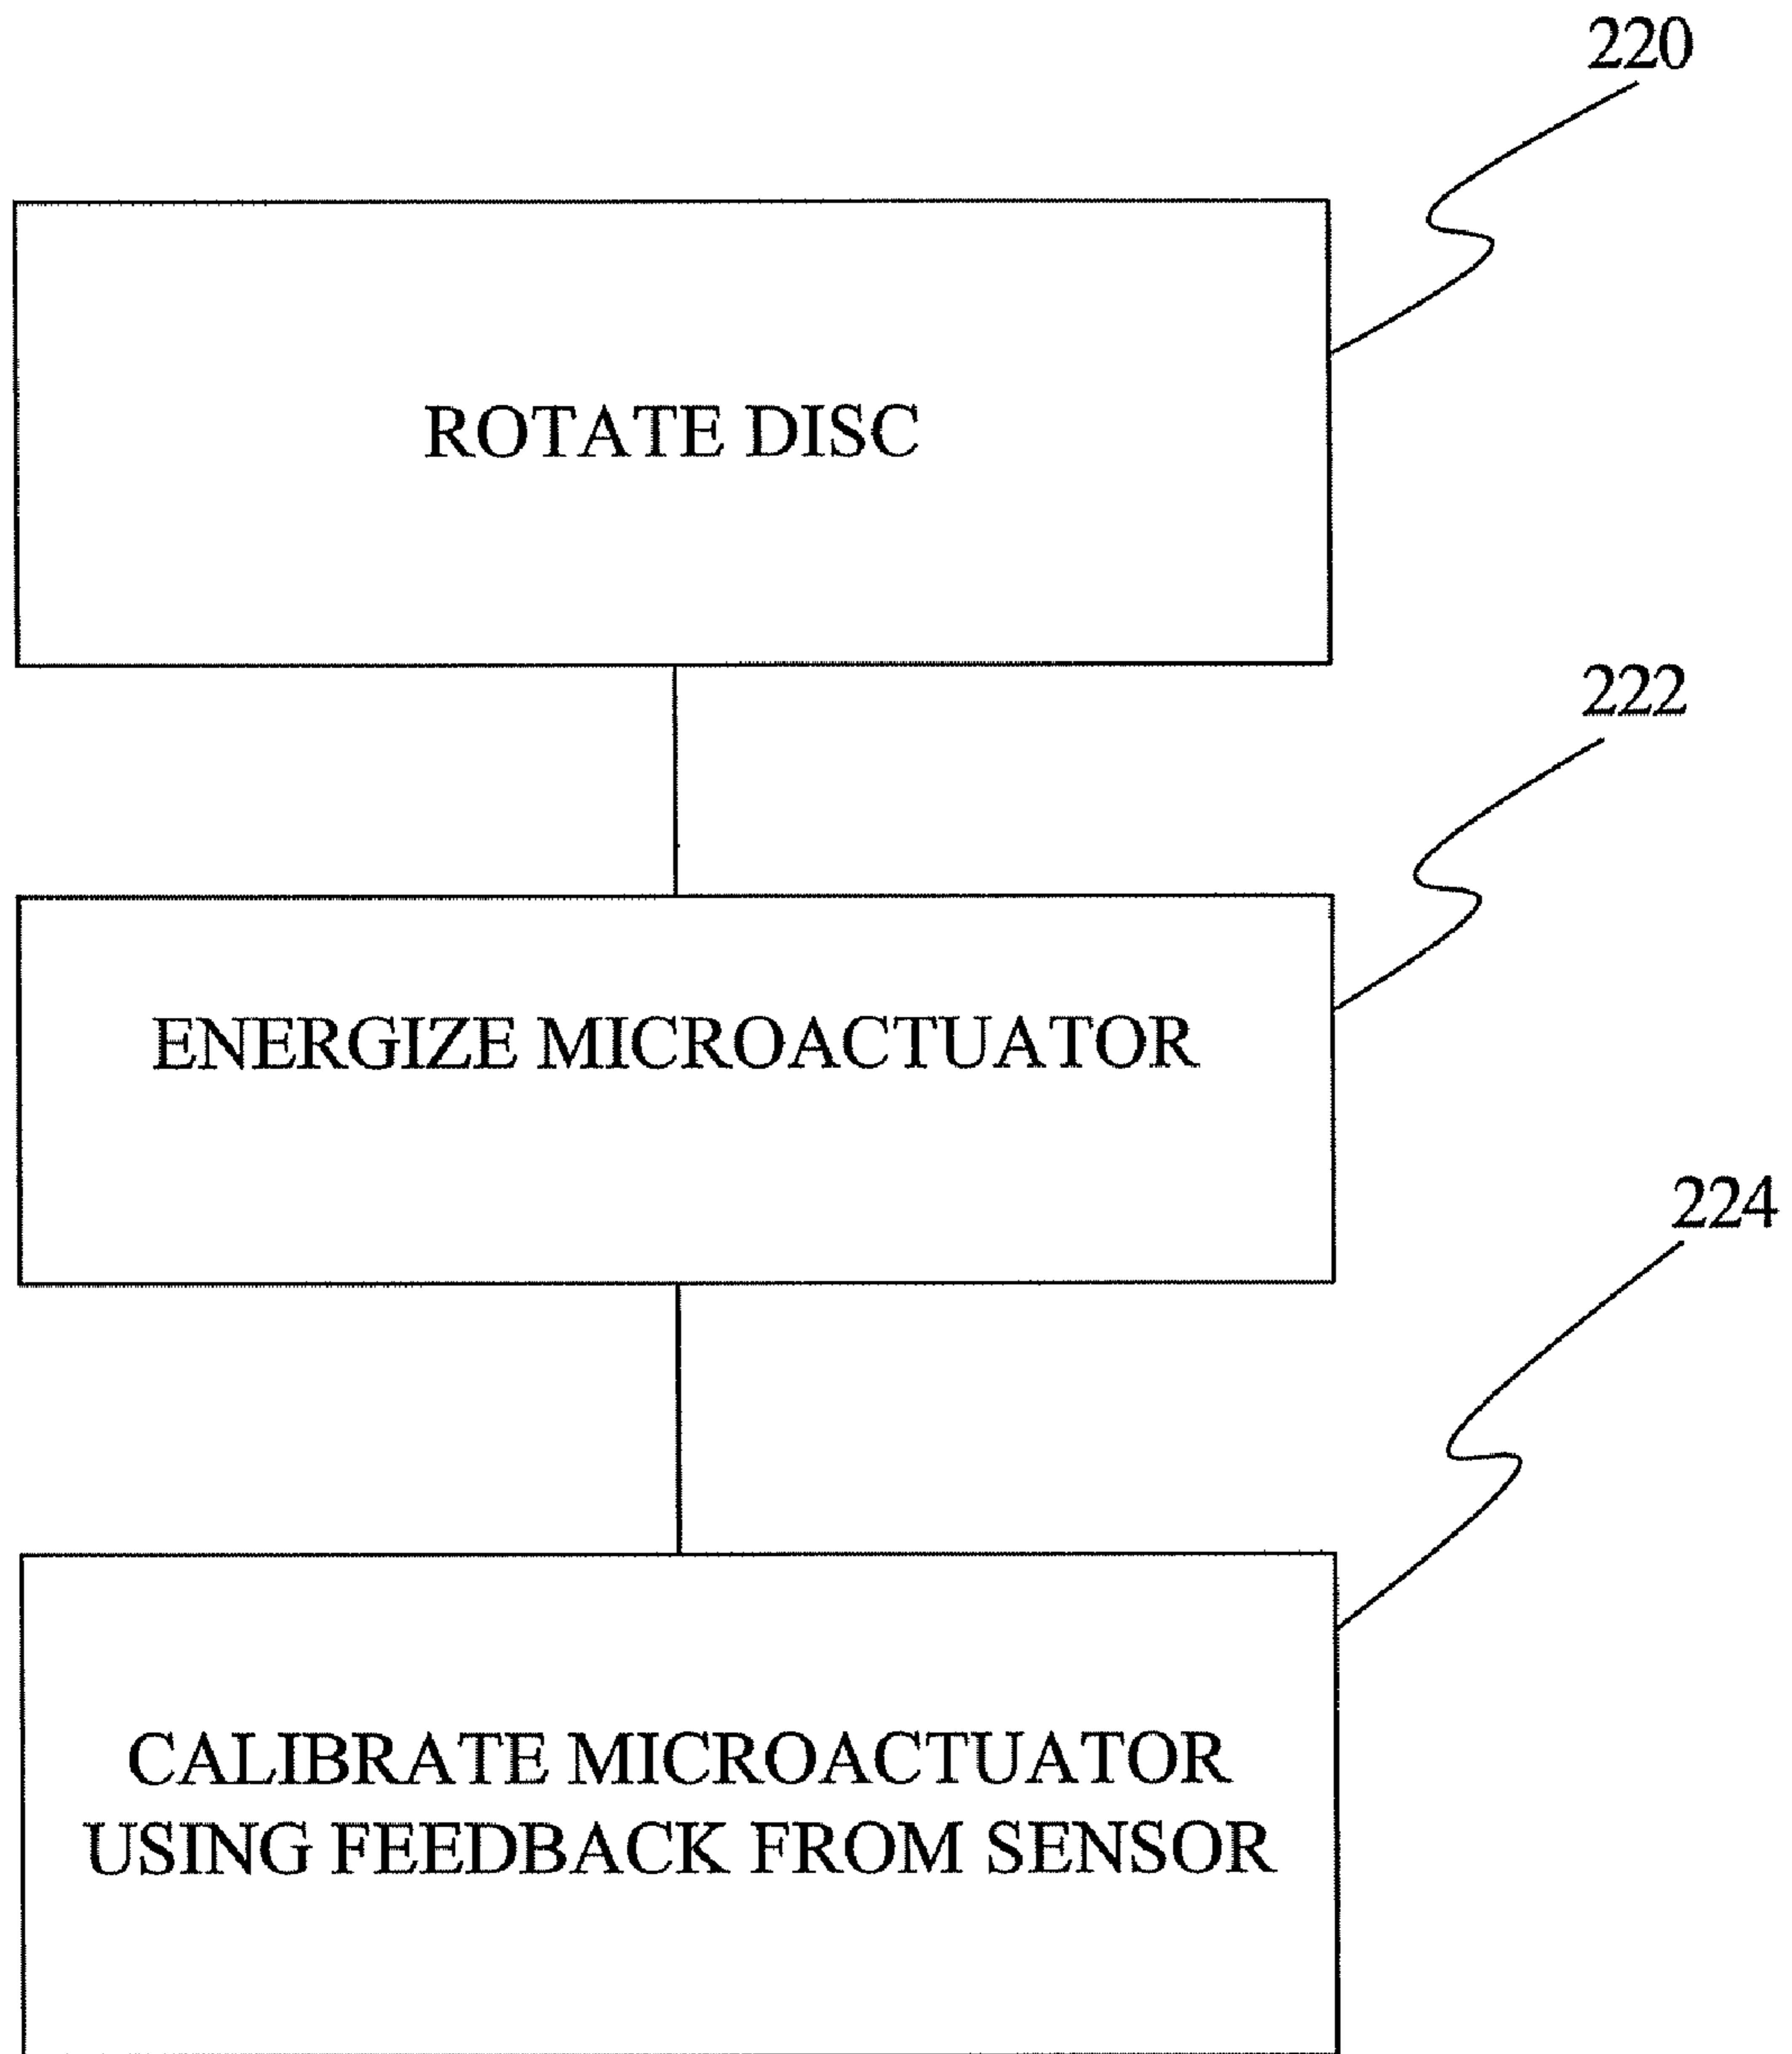 220
ROTATE DISC
222
ENERGIZE MICROACTUATOR
224
CALIBRATE MICROACTUATOR
USING FEEDBACK FROM SENSOR